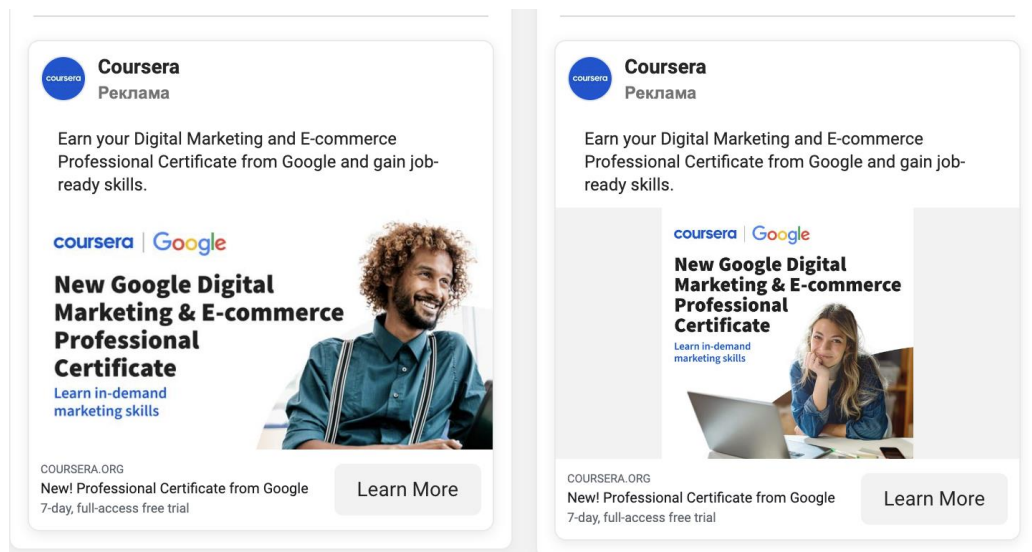 coursera
Coursera
Реклама
Earn your Digital Marketing and E-commerce
Professional Certificate from Google and gain job-
ready skills.
coursera | Google
New Google Digital
Marketing & E-commerce
Professional
Certificate
Learn in-demand
marketing skills
COURSERA.ORG
New! Professional Certificate from Google
7-day, full-access free trial
Learn More
coursera
Coursera
Реклама
Earn your Digital Marketing and E-commerce
Professional Certificate from Google and gain job-
ready skills.
coursera | Google
New Google Digital
Marketing & E-commerce
Professional
Certificate
Learn in-demand
marketing skills
COURSERA.ORG
New! Professional Certificate from Google
7-day, full-access free trial
Learn More